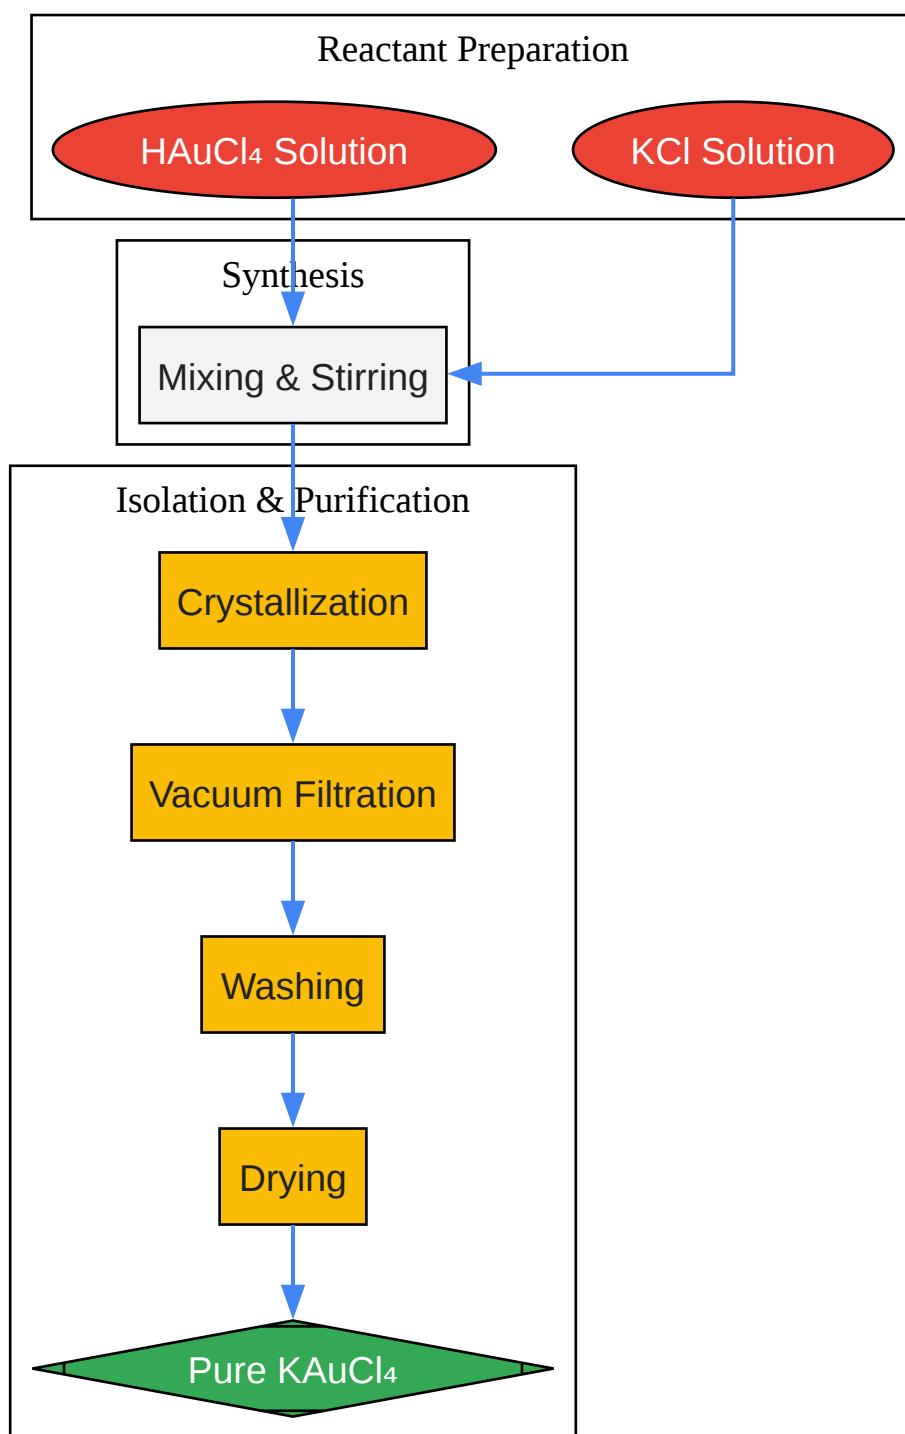 Reactant Preparation
HAuCl₄ Solution
KCl Solution
Synthesis
Mixing & Stirring
Isolation & Purification
Crystallization
Vacuum Filtration
Washing
Drying
Pure KAuCl₄